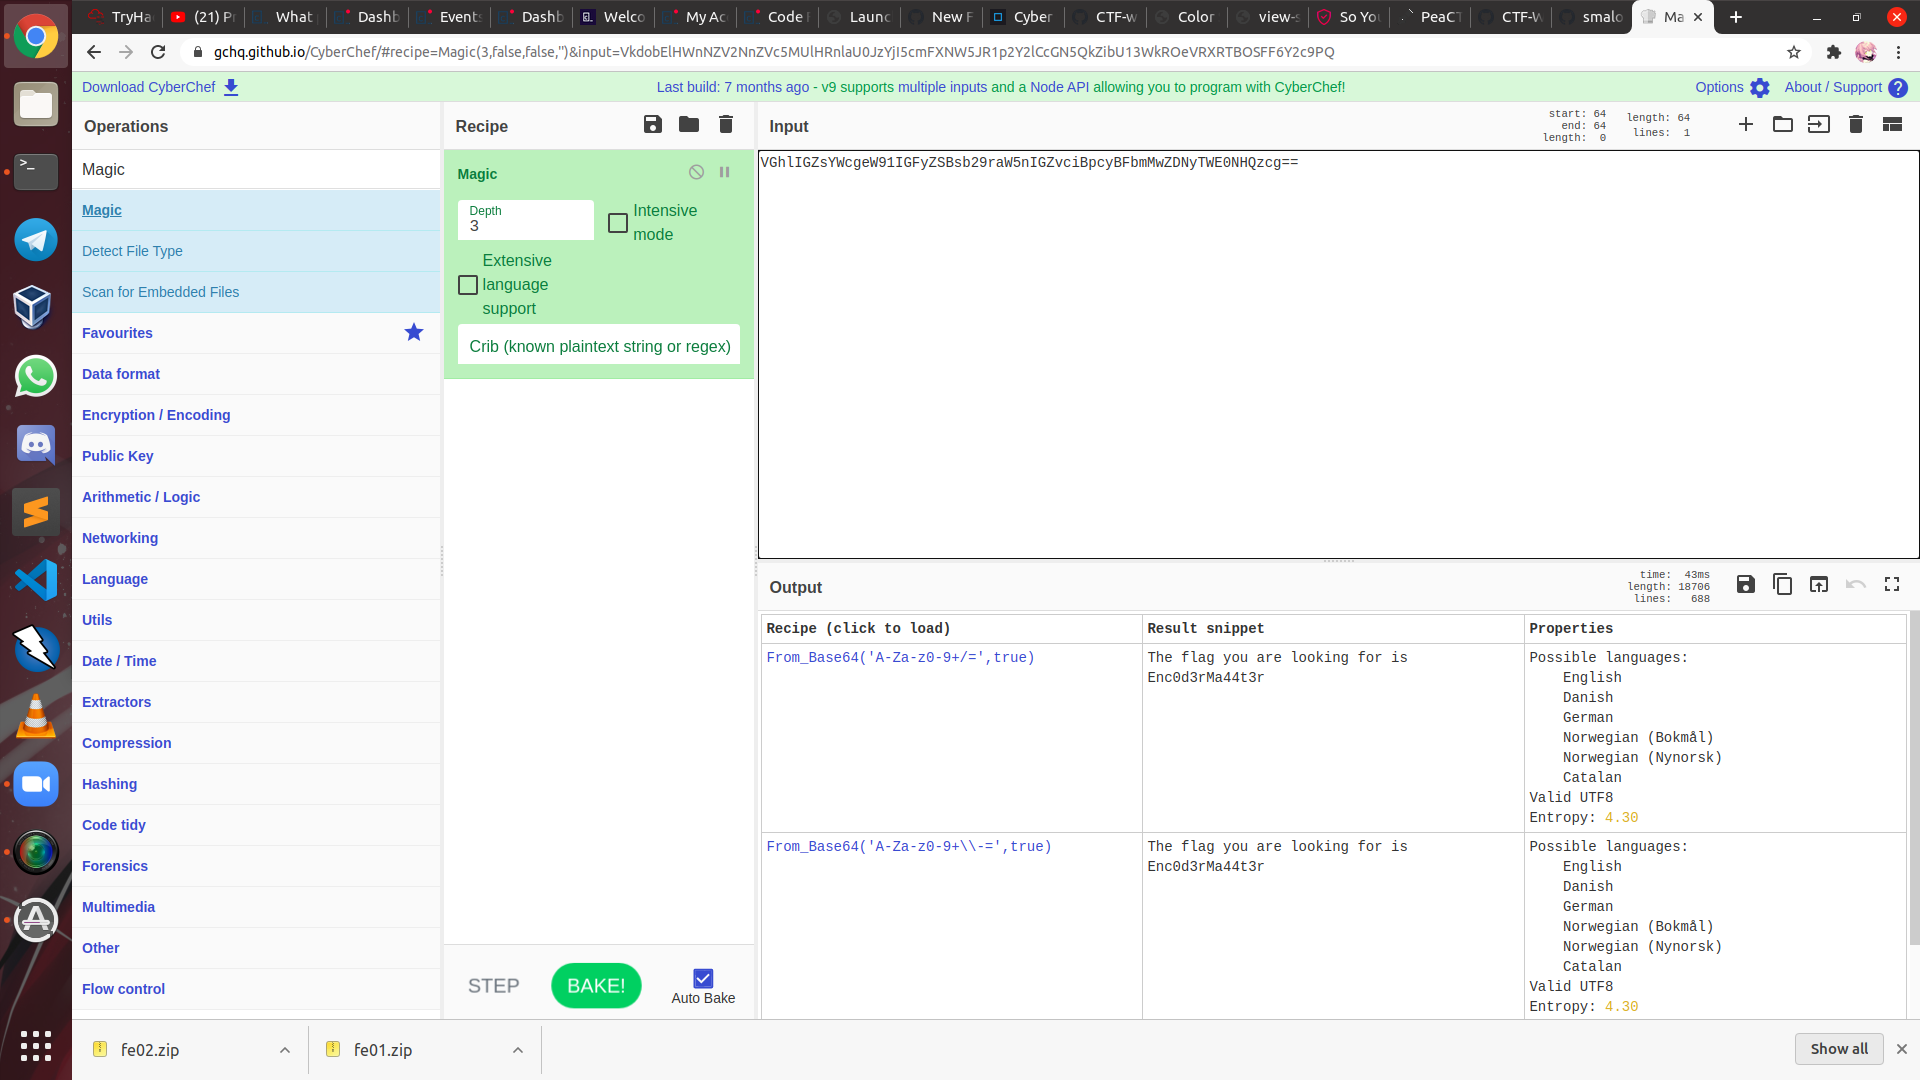 TryHa
(21) P
What
Dashb
Events
Dashb
Welco
My Ac
Code
Launc
New F
Cyber
CTF-w
Color
view-s
So You
PeaCT
CTF-W
smalo
Ma
gchq.github.io/CyberChef/#recipe=Magic(3,false,false,'')&input=VkdobElHWnNZV2NnZVc5MUlHRnlaU0JzYjI5cmFXNW5JR1p2Y2lCcGN5QkZibU13WkROeVRXRTBOSFF6Y2c9PQ
Download CyberChef
Last build: 7 months ago - v9 supports multiple inputs and a Node API allowing you to program with CyberChef!
Options
About / Support
Operations
Magic
Magic
Detect File Type
Scan for Embedded Files
Favourites
Data format
Encryption / Encoding
Public Key
Arithmetic / Logic
Networking
Language
Utils
Date / Time
Extractors
Compression
Hashing
Code tidy
Forensics
Multimedia
Other
Flow control
Recipe
Magic
Depth
3
Intensive
mode
Extensive
language
support
Crib (known plaintext string or regex)
STEP
BAKE!
Auto Bake
Input
start: 64
end: 64
length: 0
length: 64
lines: 1
VGhlIGZsYWcgeW91IGFyZSBsb29raW5nIGZvciBpcyBFbmMwZDNyTWE0NHQzcg==
Output
time: 43ms
length: 18706
lines: 688
Recipe (click to load)
Result snippet
Properties
From_Base64('A-Za-z0-9+/=',true)
The flag you are looking for is
Enc0d3rMa44t3r
Possible languages:
English
Danish
German
Norwegian (Bokmål)
Norwegian (Nynorsk)
Catalan
Valid UTF8
Entropy: 4.30
From_Base64('A-Za-z0-9+\\-=',true)
The flag you are looking for is
Enc0d3rMa44t3r
Possible languages:
English
Danish
German
Norwegian (Bokmål)
Norwegian (Nynorsk)
Catalan
Valid UTF8
Entropy: 4.30
fe02.zip
fe01.zip
Show all